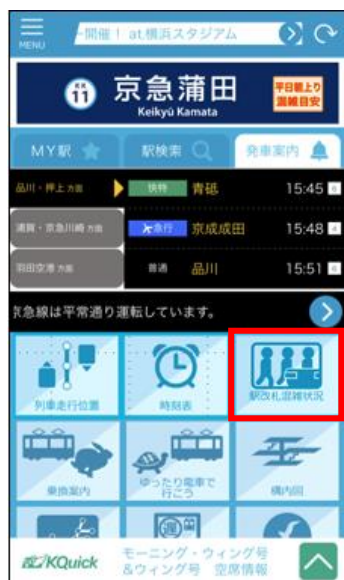 MENU
開催！ at.横浜スタジアム
11
京急蒲田
Keikyū Kamata
平日朝上り
混雑目安
MY駅
駅検索
発車案内
品川・押上方面
快特
青砥
15:45
浦賀・京急川崎方面
急行
京成成田
15:48
羽田空港方面
普通
品川
15:51
京急線は平常通り運転しています。
列車走行位置
時刻表
駅改札混雑状況
乗換案内
ゆったり電車で
行こう
構内図
遅
KQuick
モーニング・ウィング号
&ウィング号 空席情報